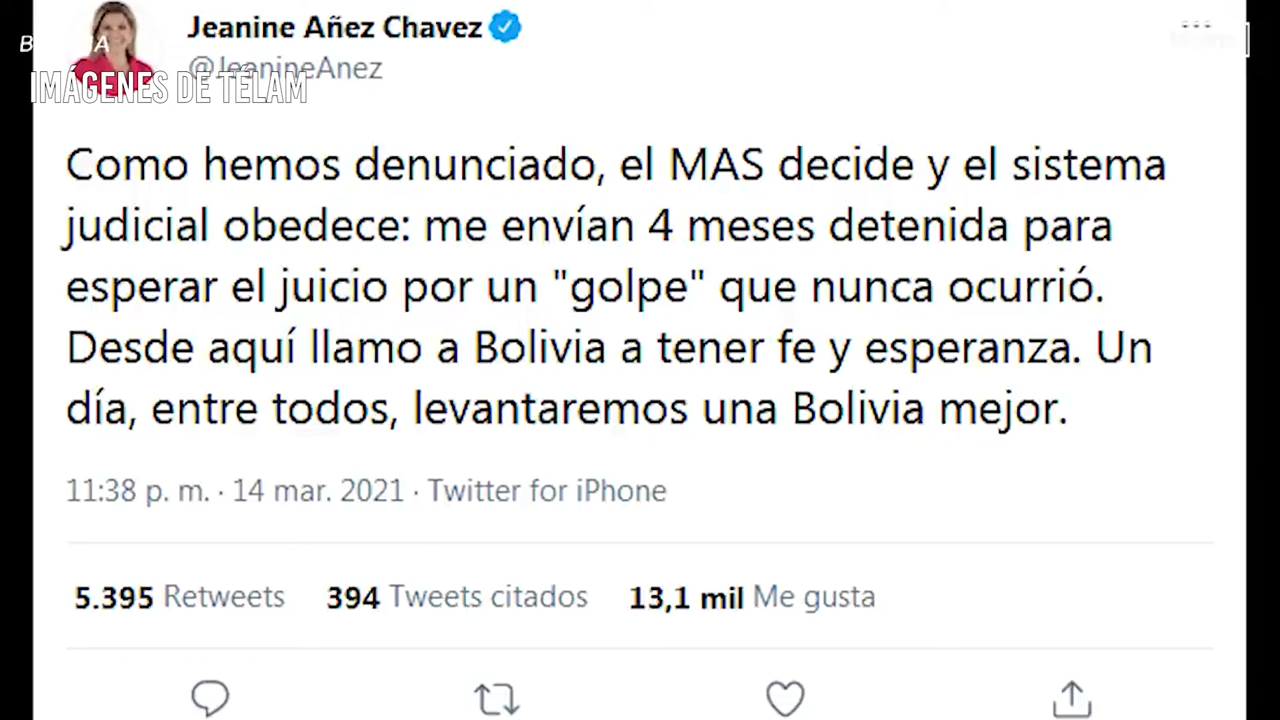 Jeanine Añez Chavez
@JeanineAnez
IMÁGENES DE TÉLAM
Como hemos denunciado, el MAS decide y el sistema
judicial obedece: me envían 4 meses detenida para
esperar el juicio por un "golpe" que nunca ocurrió.
Desde aquí llamo a Bolivia a tener fe y esperanza. Un
día, entre todos, levantaremos una Bolivia mejor.
11:38 p. m. · 14 mar. 2021 · Twitter for iPhone
5.395 Retweets 394 Tweets citados 13,1 mil Me gusta